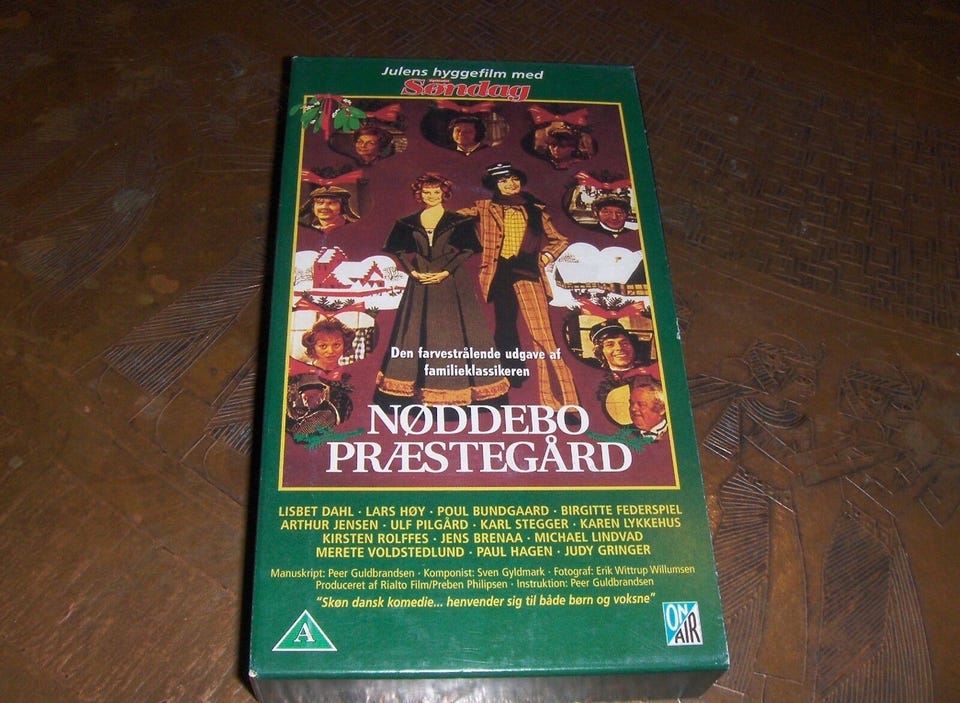 Julens hyggefilm med
Søndag
Den farvestrålende udgave af
familieklassikeren
NØDDEBO
PRÆSTEGÅRD
LISBET DAHL · LARS HØY · POUL BUNDGAARD · BIRGITTE FEDERSPIEL
ARTHUR JENSEN · ULF PILGÅRD · KARL STEGGER · KAREN LYKKEHUS
KIRSTEN ROLFFES · JENS BRENAA · MICHAEL LINDVAD
MERETE VOLDSTEDLUND · PAUL HAGEN · JUDY GRINGER
Manuskript: Peer Guldbrandsen · Komponist: Sven Gyldmark · Fotograf: Erik Wittrup Willumsen
Produceret af Rialto Film/Preben Philipsen · Instruktion: Peer Guldbrandsen
"Skøn dansk komedie... henvender sig til både børn og voksne"
A
ON
AIR